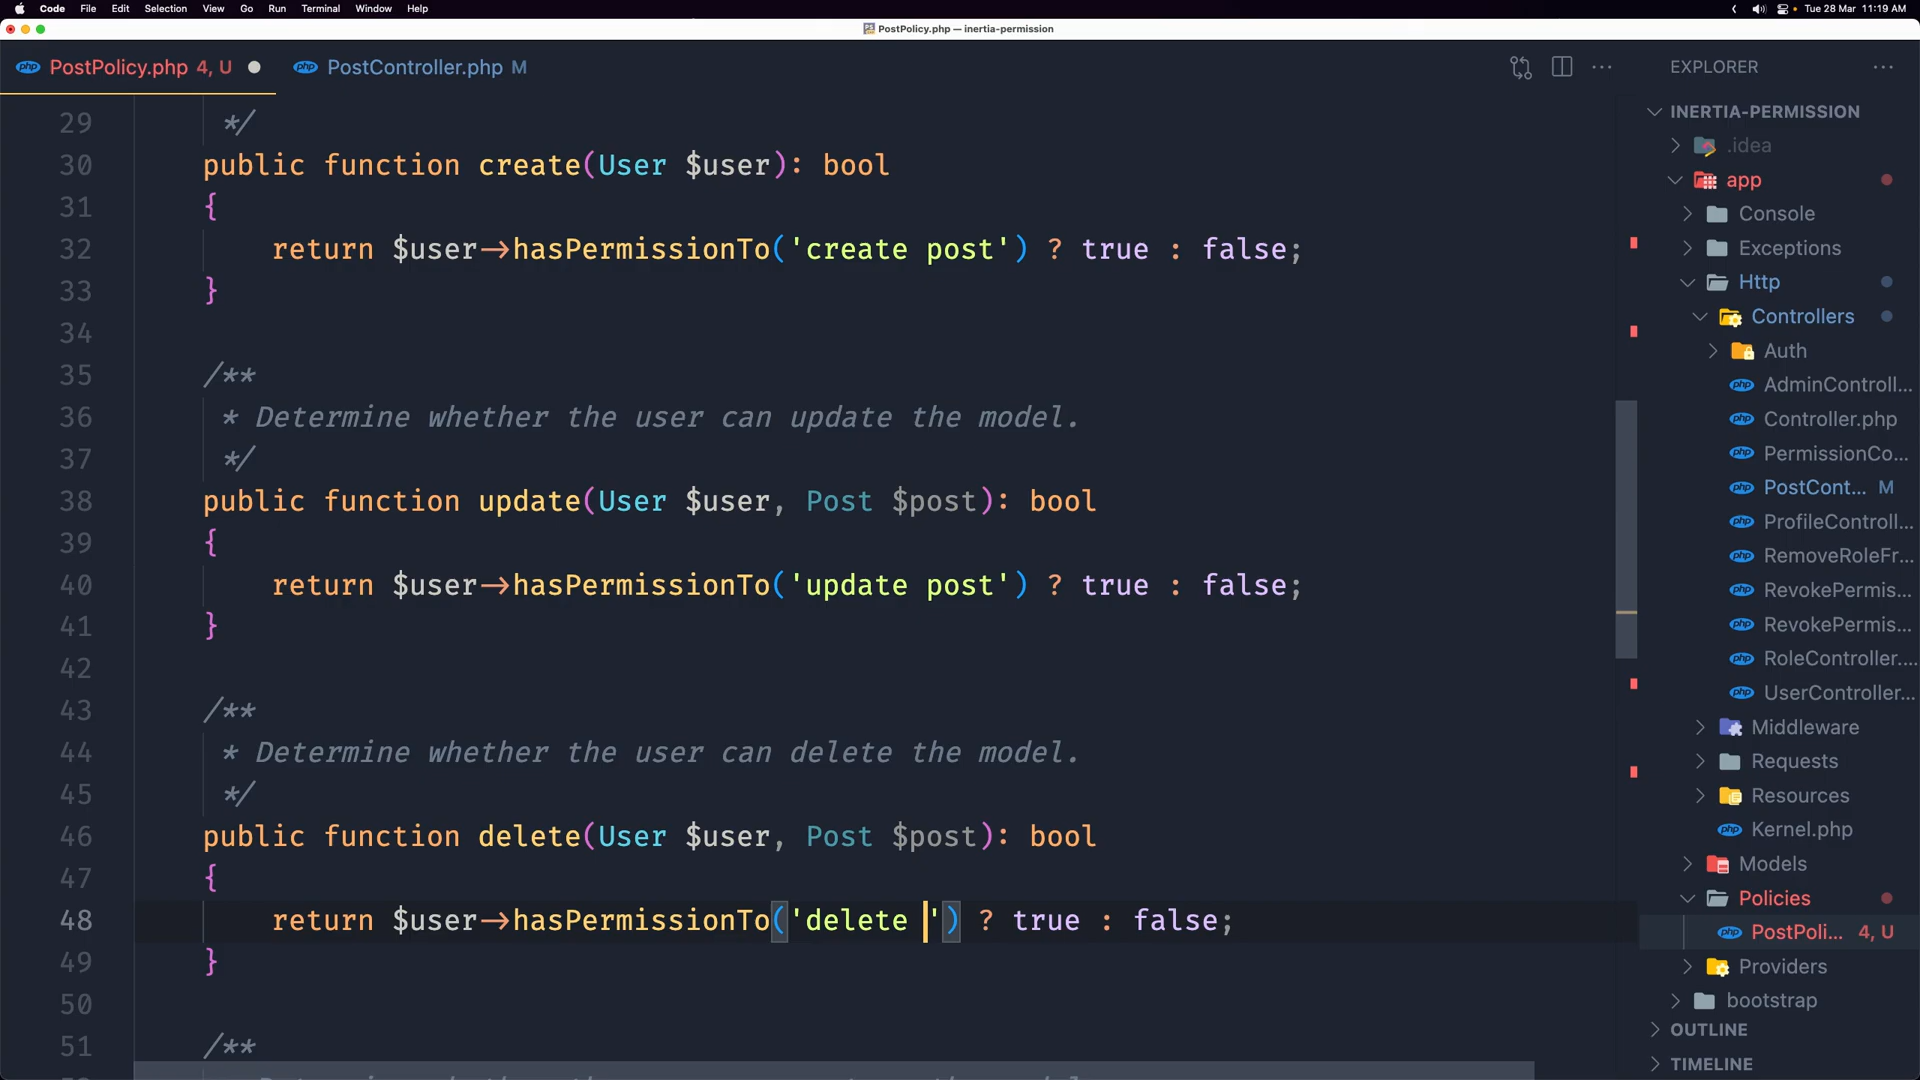 Code File Edit Selection View Go Run Terminal Window Help Tue 28 Mar 11:19 AM
PostPolicy.php — inertia-permission
PostPolicy.php 4, U
PostController.php M
29 */
30 public function create(User $user): bool
31 {
32 return $user->hasPermissionTo('create post') ? true : false;
33 }
34
35 /**
36 * Determine whether the user can update the model.
37 */
38 public function update(User $user, Post $post): bool
39 {
40 return $user->hasPermissionTo('update post') ? true : false;
41 }
42
43 /**
44 * Determine whether the user can delete the model.
45 */
46 public function delete(User $user, Post $post): bool
47 {
48 return $user->hasPermissionTo('delete ') ? true : false;
49 }
50
51 /**
EXPLORER
INERTIA-PERMISSION
.idea
app
Console
Exceptions
Http
Controllers
Auth
AdminControll...
Controller.php
PermissionCo...
PostCont... M
ProfileControll...
RemoveRoleFr...
RevokePermis...
RevokePermis...
RoleController....
UserController...
Middleware
Requests
Resources
Kernel.php
Models
Policies
PostPoli... 4, U
Providers
bootstrap
OUTLINE
TIMELINE